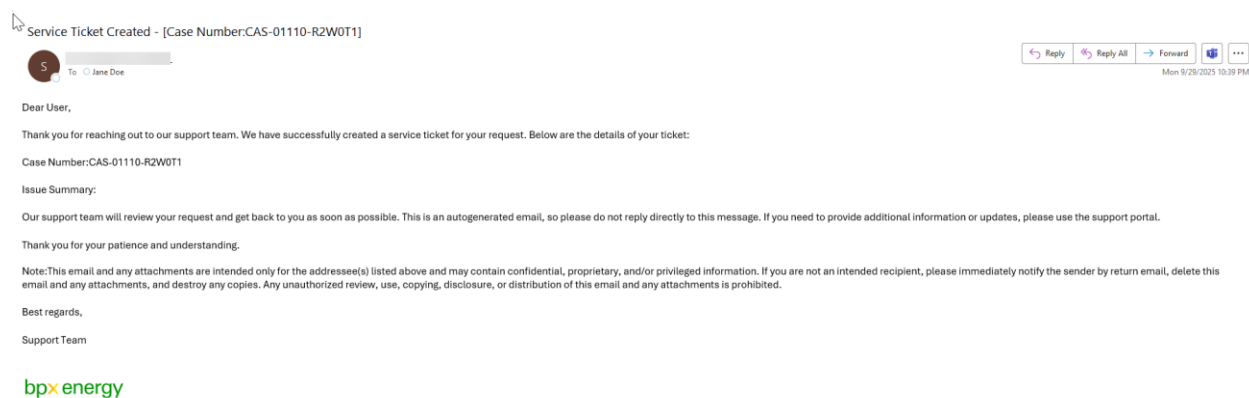 Service Ticket Created - [Case Number:CAS-01110-R2W0T1]
S
To Jane Doe
Reply Reply All Forward
Mon 9/29/2025 10:39 PM
Dear User,
Thank you for reaching out to our support team. We have successfully created a service ticket for your request. Below are the details of your ticket:
Case Number:CAS-01110-R2W0T1
Issue Summary:
Our support team will review your request and get back to you as soon as possible. This is an autogenerated email, so please do not reply directly to this message. If you need to provide additional information or updates, please use the support portal.
Thank you for your patience and understanding.
Note:This email and any attachments are intended only for the addressee(s) listed above and may contain confidential, proprietary, and/or privileged information. If you are not an intended recipient, please immediately notify the sender by return email, delete this
email and any attachments, and destroy any copies. Any unauthorized review, use, copying, disclosure, or distribution of this email and any attachments is prohibited.
Best regards,
Support Team
bpx energy